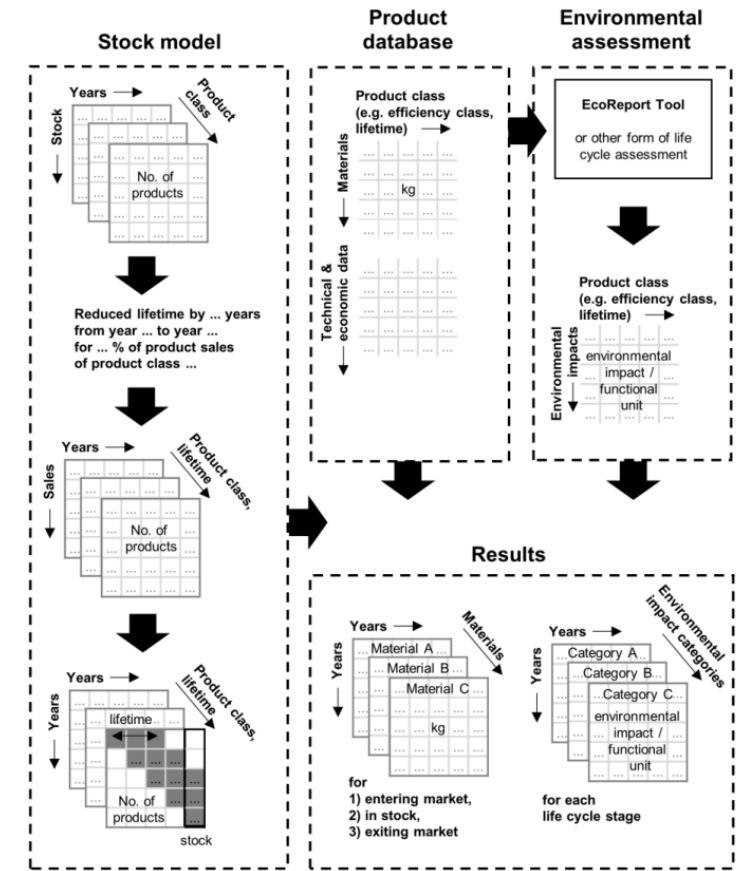 Stock model
Years
Product
class
Stock
... ... ... ... ...
... ... ... ... ...
... ... ... ... ...
No. of
products
... ... ... ... ...
... ... ... ... ...
Reduced lifetime by ... years
from year ... to year ...
for ... % of product sales
of product class ...
Years
Product class,
lifetime
Sales
... ... ... ... ...
... ... ... ... ...
... ... ... ... ...
No. of
products
... ... ... ... ...
... ... ... ... ...
Years
Product class,
lifetime
Years
... ... ... ... ...
lifetime
No. of
products
stock
Product
database
Product class
(e.g. efficiency class,
lifetime)
Materials
... ... ... ... ...
... ... ... ... ...
... kg ...
... ... ... ... ...
... ... ... ... ...
Technical &
economic data
... ... ... ... ...
... ... ... ... ...
... ... ... ... ...
... ... ... ... ...
... ... ... ... ...
Environmental
assessment
EcoReport Tool
or other form of life
cycle assessment
Product class
(e.g. efficiency class,
lifetime)
Environmental
impacts
... ... ... ... ...
environmental
impact /
functional
unit
Results
Years
Materials
Years
... Material A ...
... Material B ...
... Material C ...
... ... ... ... ...
... kg ...
... ... ... ... ...
... ... ... ... ...
for
1) entering market,
2) in stock,
3) exiting market
Years
Environmental
impact categories
Years
...Category A...
...Category B...
...Category C...
environmental
impact /
functional
unit
... ... ... ... ...
for each
life cycle stage